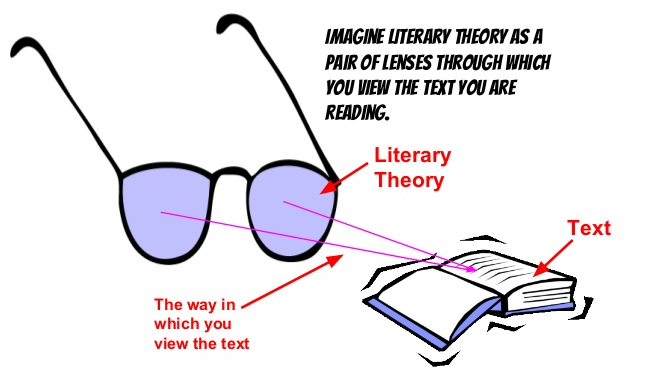 IMAGINE LITERARY THEORY AS A
PAIR OF LENSES THROUGH WHICH
YOU VIEW THE TEXT YOU ARE
READING.
Literary
Theory
Text
The way in
which you
view the text